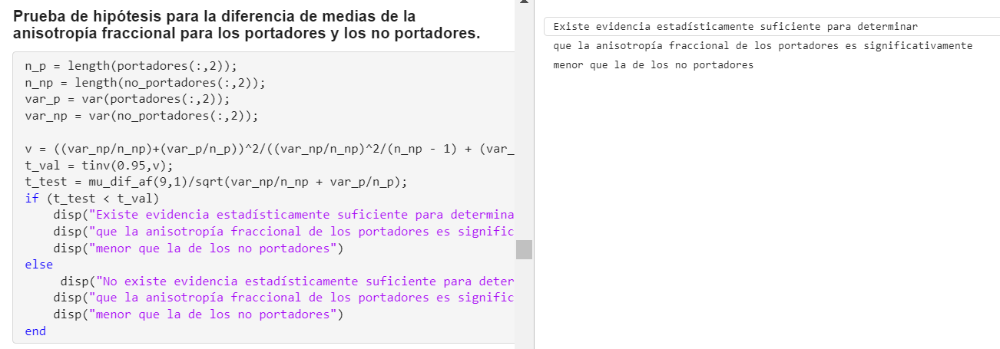 Prueba de hipótesis para la diferencia de medias de la
anisotropía fraccional para los portadores y los no portadores.
n_p = length(portadores(:,2));
n_np = length(no_portadores(:,2));
var_p = var(portadores(:,2));
var_np = var(no_portadores(:,2));
v = ((var_np/n_np)+(var_p/n_p))^2/((var_np/n_np)^2/(n_np - 1) + (var_
t_val = tinv(0.95,v);
t_test = mu_dif_af(9,1)/sqrt(var_np/n_np + var_p/n_p);
if (t_test < t_val)
disp("Existe evidencia estadísticamente suficiente para determina
disp("que la anisotropía fraccional de los portadores es signific
disp("menor que la de los no portadores")
else
disp("No existe evidencia estadísticamente suficiente para deter
disp("que la anisotropía fraccional de los portadores es signific
disp("menor que la de los no portadores")
end
Existe evidencia estadísticamente suficiente para determinar
que la anisotropía fraccional de los portadores es significativamente
menor que la de los no portadores